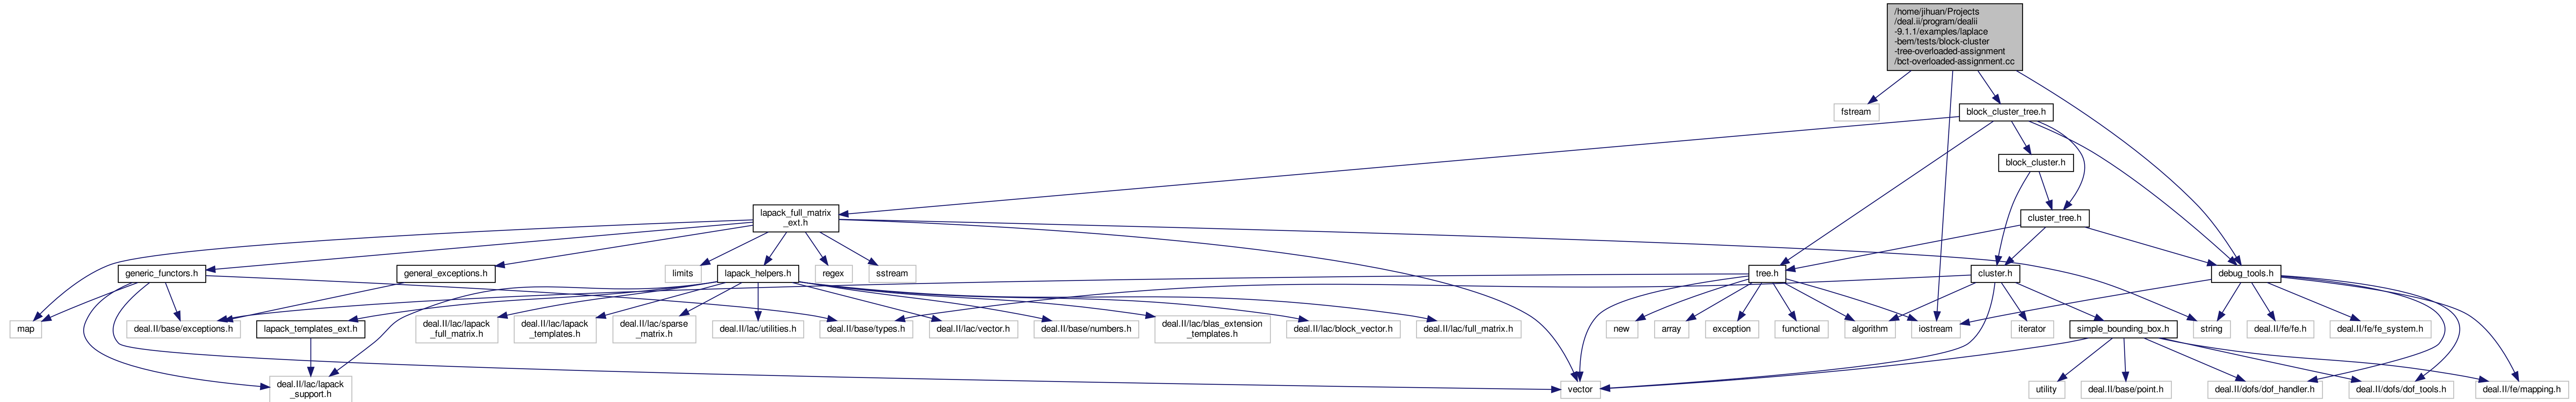 /home/jihuan/Projects
/deal.ii/program/dealii
-9.1.1/examples/laplace
-bem/tests/block-cluster
-tree-overloaded-assignment
/bct-overloaded-assignment.cc
fstream
block_cluster_tree.h
block_cluster.h
lapack_full_matrix
_ext.h
cluster_tree.h
generic_functors.h
general_exceptions.h
limits
lapack_helpers.h
regex
sstream
tree.h
cluster.h
debug_tools.h
map
deal.II/base/exceptions.h
lapack_templates_ext.h
deal.II/lac/lapack
_full_matrix.h
deal.II/lac/lapack
_templates.h
deal.II/lac/sparse
_matrix.h
deal.II/lac/utilities.h
deal.II/base/types.h
deal.II/lac/vector.h
deal.II/base/numbers.h
deal.II/lac/blas_extension
_templates.h
deal.II/lac/block_vector.h
deal.II/lac/full_matrix.h
new
array
exception
functional
algorithm
iostream
iterator
simple_bounding_box.h
string
deal.II/fe/fe.h
deal.II/fe/fe_system.h
deal.II/lac/lapack
_support.h
vector
utility
deal.II/base/point.h
deal.II/dofs/dof_handler.h
deal.II/dofs/dof_tools.h
deal.II/fe/mapping.h